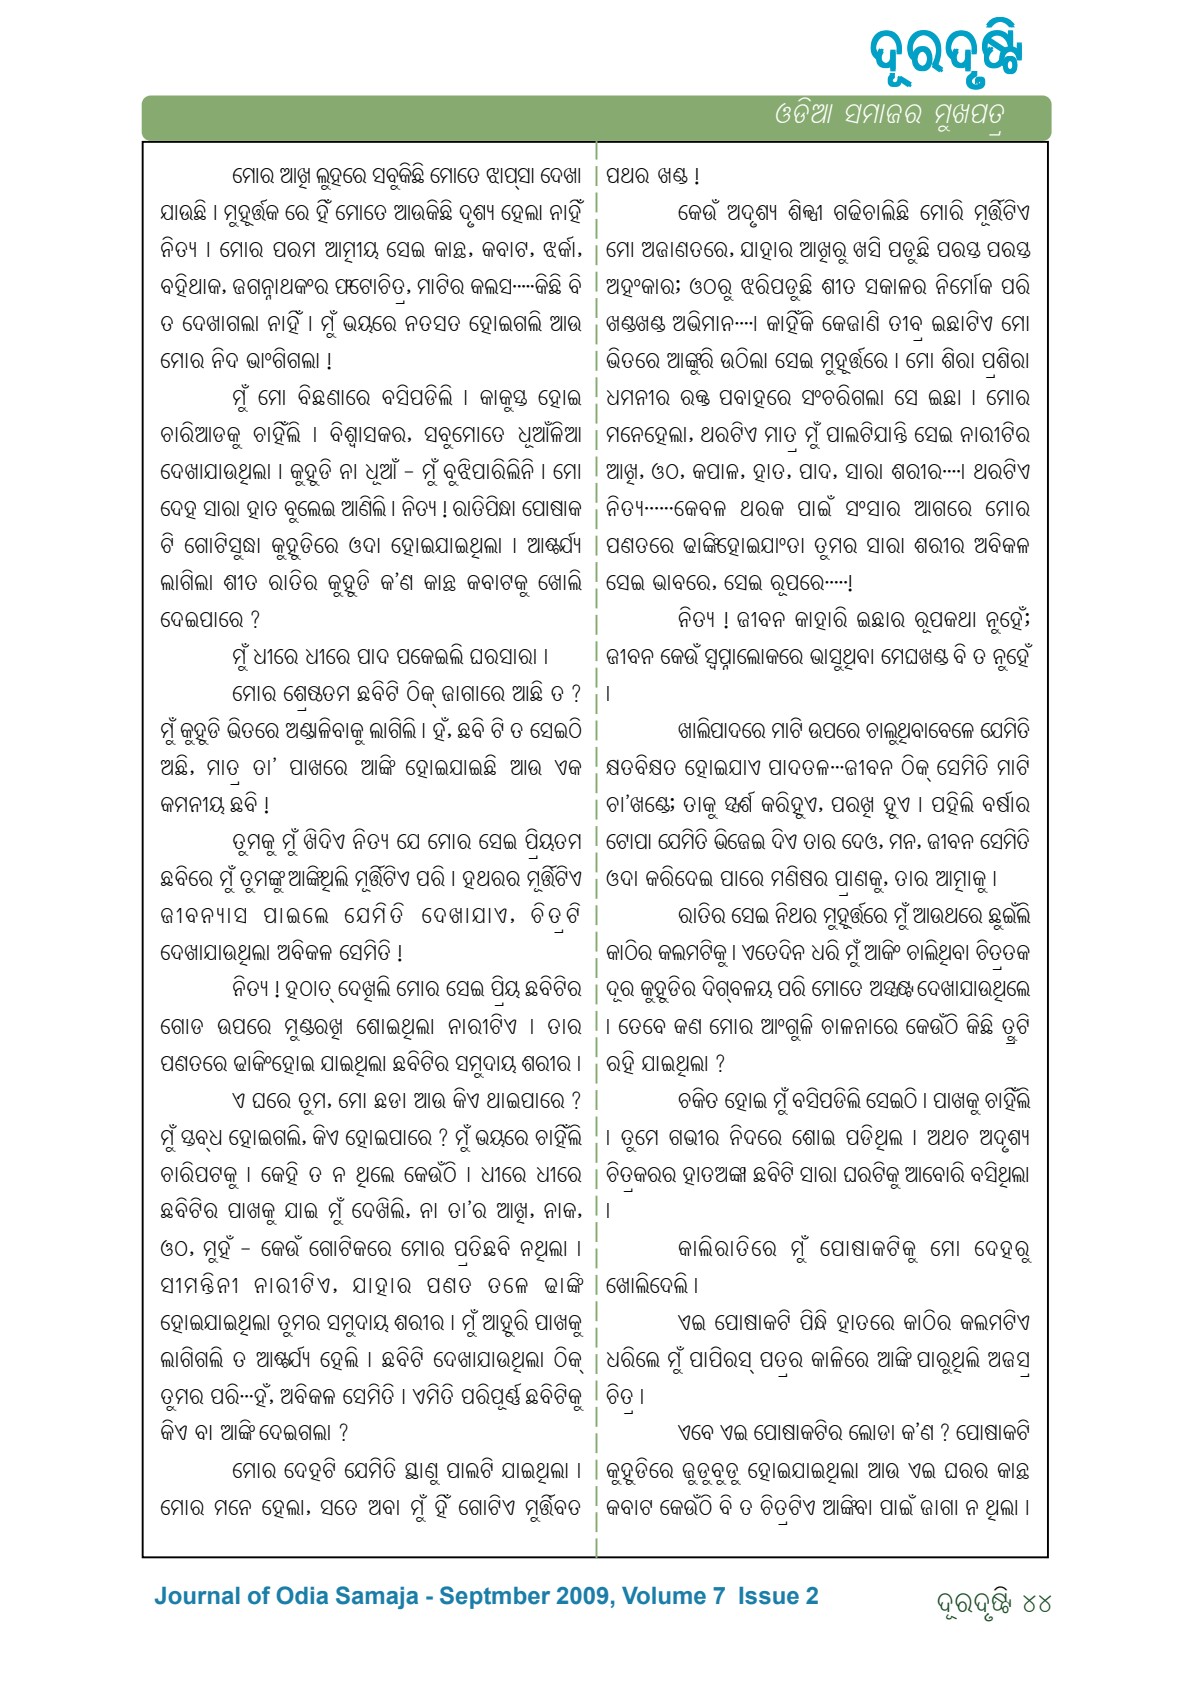 ଦୂରଦୃଷ୍ଟି
ଓଡିଆ ସମାଜର ମୁଖପତ୍ର
ମୋର ଆଖି ଲୁହରେ ସବୁକିଛି ମୋତେ ଝାପ୍‌ସା ଦେଖା
ଯାଉଛି । ମୁହୂର୍ତ୍ତକ ରେ ହିଁ ମୋତେ ଆଉକିଛି ଦୃଶ୍ୟ ହେଲା ନାହିଁ
ନିତ୍ୟ । ମୋର ପରମ ଆତ୍ମୀୟ ସେଇ କାଚ୍ଛ, କବାଟ, ଝର୍କା,
ବହିଥାକ, ଜଗନ୍ନାଥକଂର ଫଟୋଚିତ୍ର, ମାଟିର କଲସ·····କିଛି ବି
ତ ଦେଖାଗଲା ନାହିଁ । ମୁଁ ଭୟରେ ନତସତ ହୋଇଗଲି ଆଉ
ମୋର ନିଦ ଭାଂଗିଗଲା !
ମୁଁ ମୋ ବିଛଣାରେ ବସିପଡିଲି । କାକୁସ୍ତ ହୋଇ
ଚାରିଆଡକୁ ଚାହିଁଲି । ବିଶ୍ୱାସକର, ସବୁମୋତେ ଧୂଆଁଳିଆ
ଦେଖାଯାଉଥିଲା । କୁହୁଡି ନା ଧୂଆଁ – ମୁଁ ବୁଝିପାରିଲିନି । ମୋ
ଦେହ ସାରା ହାତ ବୁଲେଇ ଆଣିଲି । ନିତ୍ୟ ! ରାତିପିନ୍ଧା ପୋଷାକ
ଟି ଗୋଟିସୁଦ୍ଧା କୁହୁଡିରେ ଓଦା ହୋଇଯାଇଥିଲା । ଆଶ୍ଚର୍ଯ୍ୟ
ଲାଗିଲା ଶୀତ ରାତିର କୁହୁଡି କ’ଣ କାଛ କବାଟକୁ ଖୋଲି
ଦେଇପାରେ ?
ମୁଁ ଧୀରେ ଧୀରେ ପାଦ ପକେଇଲି ଘରସାରା ।
ମୋର ଶ୍ରେଷ୍ଠତମ ଛବିଟି ଠିକ୍ ଜାଗାରେ ଆଛି ତ ?
ମୁଁ କୁହୁଡି ଭିତରେ ଅଣ୍ଡାଳିବାକୁ ଲାଗିଲି । ହଁ, ଛବି ଟି ତ ସେଇଠି
ଅଛି, ମାତ୍ର ତା’ ପାଖରେ ଆଙ୍କି ହୋଇଯାଇଛି ଆଉ ଏକ
କମନୀୟ ଛବି !
ତୁମକୁ ମୁଁ ଖିଦିଏ ନିତ୍ୟ ଯେ ମୋର ସେଇ ପ୍ରିୟତମ
ଛବିରେ ମୁଁ ତୁମଙ୍କୁ ଆଙ୍କିଥିଲି ମୂର୍ତ୍ତିଟିଏ ପରି । ହଥରର ମୂର୍ତ୍ତିଟିଏ
ଜୀବନ୍ୟାସ ପାଇଲେ ଯେମିତି ଦେଖାଯାଏ, ଚିତ୍ରଟି
ଦେଖାଯାଉଥିଲା ଅବିକଳ ସେମିତି !
ନିତ୍ୟ ! ହଠାତ୍ ଦେଖିଲି ମୋର ସେଇ ପ୍ରିୟ ଛବିଟିର
ଗୋଡ ଉପରେ ମୁଣ୍ଡରଖି ଶୋଇଥିଲା ନାରୀଟିଏ । ତାର
ପଣତରେ ଢାକିଂହୋଇ ଯାଇଥିଲା ଛବିଟିର ସମୁଦାୟ ଶରୀର ।
ଏ ଘରେ ତୁମ, ମୋ ଛଡା ଆଉ କିଏ ଥାଇପାରେ ?
ମୁଁ ସ୍ତବ୍ଧ ହୋଇଗଲି, କିଏ ହୋଇପାରେ ? ମୁଁ ଭୟରେ ଚାହିଁଲି
ଚାରିପଟକୁ । କେହି ତ ନ ଥିଲେ କେଉଁଠି । ଧୀରେ ଧୀରେ
ଛବିଟିର ପାଖକୁ ଯାଇ ମୁଁ ଦେଖିଲି, ନା ତା’ର ଆଖି, ନାକ,
ଓଠ, ମୁହଁ – କେଉଁ ଗୋଟିକରେ ମୋର ପ୍ରତିଛବି ନଥିଲା ।
ସୀମନ୍ତିନୀ ନାରୀଟିଏ, ଯାହାର ପଣତ ତଳେ ଢାଙ୍କି
ହୋଇଯାଇଥିଲା ତୁମର ସମୁଦାୟ ଶରୀର । ମୁଁ ଆହୁରି ପାଖକୁ
ଲାଗିଗଲି ତ ଆଶ୍ଚର୍ଯ୍ୟ ହେଲି । ଛବିଟି ଦେଖାଯାଉଥିଲା ଠିକ୍
ତୁମର ପରି···ହଁ, ଅବିକଳ ସେମିତି । ଏମିତି ପରିପୂର୍ଣ୍ଣ ଛବିଟିକୁ
କିଏ ବା ଆଙ୍କି ଦେଇଗଲା ?
ମୋର ଦେହଟି ଯେମିତି ସ୍ଥାଣୁ ପାଲଟି ଯାଇଥିଲା ।
ମୋର ମନେ ହେଲା, ସତେ ଅବା ମୁଁ ହିଁ ଗୋଟିଏ ମୁର୍ତ୍ତିବତ
ପଥର ଖଣ୍ଡ !
କେଉଁ ଅଦୃଶ୍ୟ ଶିଳ୍ପୀ ଗଢିଚାଲିଛି ମୋରି ମୂର୍ତ୍ତିଟିଏ
ମୋ ଅଜାଣତରେ, ଯାହାର ଆଖିରୁ ଖସି ପଡୁଛି ପରସ୍ତ ପରସ୍ତ
ଅହଂକାର; ଓଠରୁ ଝରିପଡୁଛି ଶୀତ ସକାଳର ନିର୍ମୋକ ପରି
ଖଣ୍ଡଖଣ୍ଡ ଅଭିମାନ····। କାହିଁକି କେଜାଣି ତୀବ୍ର ଇଛାଟିଏ ମୋ
ଭିତରେ ଆଙ୍କୁରି ଉଠିଲା ସେଇ ମୁହୂର୍ତ୍ତରେ । ମୋ ଶିରା ପ୍ରଶିରା
ଧମନୀର ରକ୍ତ ପବାହରେ ସଂଚରିଗଲା ସେ ଇଛା । ମୋର
ମନେହେଲା, ଥରଟିଏ ମାତ୍ର ମୁଁ ପାଲଟିଯାନ୍ତି ସେଇ ନାରୀଟିର
ଆଖି, ଓଠ, କପାଳ, ହାତ, ପାଦ, ସାରା ଶରୀର····। ଥରଟିଏ
ନିତ୍ୟ······କେବଳ ଥରକ ପାଇଁ ସଂସାର ଆଗରେ ମୋର
ପଣତରେ ଢାଙ୍କିହୋଇଯାଂତା ତୁମର ସାରା ଶରୀର ଅବିକଳ
ସେଇ ଭାବରେ, ସେଇ ରୂପରେ·····!
ନିତ୍ୟ ! ଜୀବନ କାହାରି ଇଛାର ରୂପକଥା ନୁହେଁ;
ଜୀବନ କେଉଁ ସ୍ୱପ୍ନାଲୋକରେ ଭାସୁଥିବା ମେଘଖଣ୍ଡ ବି ତ ନୁହେଁ
।
ଖାଲିପାଦରେ ମାଟି ଉପରେ ଚାଲୁଥିବାବେଳେ ଯେମିତି
କ୍ଷତବିକ୍ଷତ ହୋଇଯାଏ ପାଦତଳ···ଜୀବନ ଠିକ୍ ସେମିତି ମାଟି
ଚା’ଖଣ୍ଡେ; ତାକୁ ସ୍ପର୍ଶ କରିହୁଏ, ପରଖି ହୁଏ । ପହିଲି ବର୍ଷାର
ଟୋପା ଯେମିତି ଭିଜେଇ ଦିଏ ତାର ଦେଓ, ମନ, ଜୀବନ ସେମିତି
ଓଦା କରିଦେଇ ପାରେ ମଣିଷର ପ୍ରାଣକୁ, ତାର ଆତ୍ମାକୁ ।
ରାତିର ସେଇ ନିଥର ମୁହୂର୍ତ୍ତରେ ମୁଁ ଆଉଥରେ ଛୁଇଁଲି
କାଠିର କଲମଟିକୁ । ଏତେଦିନ ଧରି ମୁଁ ଆକିଂ ଚାଲିଥିବା ଚିତ୍ରତକ
ଦୂର କୁହୁଡିର ଦିଗ୍‌ବଳୟ ପରି ମୋତେ ଅସ୍ପଷ୍ଟ ଦେଖାଯାଉଥିଲେ
। ତେବେ କଣ ମୋର ଆଂଗୁଳି ଚାଳନାରେ କେଉଁଠି କିଛି ତ୍ରୁଟି
ରହି ଯାଇଥିଲା ?
ଚକିତ ହୋଇ ମୁଁ ବସିପଡିଲି ସେଇଠି । ପାଖକୁ ଚାହିଁଲି
। ତୁମେ ଗଭୀର ନିଦରେ ଶୋଇ ପଡିଥିଲ । ଅଥଚ ଅଦୃଶ୍ୟ
ଚିତ୍ରକରର ହାତଅଙ୍କା ଛବିଟି ସାରା ଘରଟିକୁ ଆବୋରି ବସିଥିଲା
।
କାଲିରାତିରେ ମୁଁ ପୋଷାକଟିକୁ ମୋ ଦେହରୁ
ଖୋଲିଦେଲି ।
ଏଇ ପୋଷାକଟି ପିନ୍ଧି ହାତରେ କାଠିର କଲମଟିଏ
ଧରିଲେ ମୁଁ ପାପିରସ୍ ପତ୍ରର କାଳିରେ ଆଙ୍କି ପାରୁଥିଲି ଅଜସ୍ର
ଚିତ୍ର ।
ଏବେ ଏଇ ପୋଷାକଟିର ଲୋଡା କ’ଣ ? ପୋଷାକଟି
କୁହୁଡିରେ ଜୁଡୁବୁଡୁ ହୋଇଯାଇଥିଲା ଆଉ ଏଇ ଘରର କାଛ
କବାଟ କେଉଁଠି ବି ତ ଚିତ୍ରଟିଏ ଆଙ୍କିବା ପାଇଁ ଜାଗା ନ ଥିଲା ।
Journal of Odia Samaja - Septmber 2009, Volume 7 Issue 2
ଦୂରଦୃଷ୍ଟି ୪୪